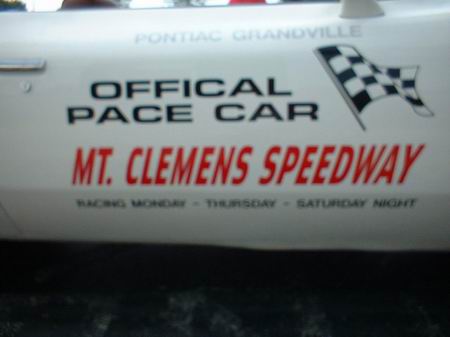 PONTIAC GRANDVILLE
OFFICAL
PACE CAR
MT. CLEMENS SPEEDWAY
RACING MONDAY - THURSDAY - SATURDAY NIGHT